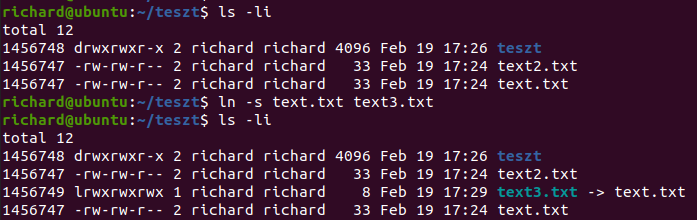 richard@ubuntu:~/teszt$ ls -li
total 12
1456748 drwxrwxr-x 2 richard richard 4096 Feb 19 17:26 teszt
1456747 -rw-rw-r-- 2 richard richard   33 Feb 19 17:24 text2.txt
1456747 -rw-rw-r-- 2 richard richard   33 Feb 19 17:24 text.txt
richard@ubuntu:~/teszt$ ln -s text.txt text3.txt
richard@ubuntu:~/teszt$ ls -li
total 12
1456748 drwxrwxr-x 2 richard richard 4096 Feb 19 17:26 teszt
1456747 -rw-rw-r-- 2 richard richard   33 Feb 19 17:24 text2.txt
1456749 lrwxrwxrwx 1 richard richard    8 Feb 19 17:29 text3.txt -> text.txt
1456747 -rw-rw-r-- 2 richard richard   33 Feb 19 17:24 text.txt